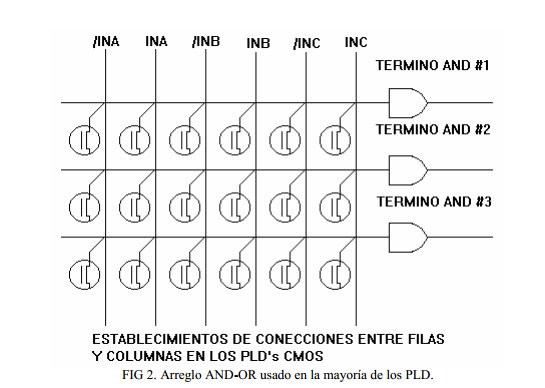 /INA INA /INB INB /INC INC
TERMINO AND #1
TERMINO AND #2
TERMINO AND #3
ESTABLECIMIENTOS DE CONECCIONES ENTRE FILAS
Y COLUMNAS EN LOS PLD's CMOS
FIG 2. Arreglo AND-OR usado en la mayoría de los PLD.